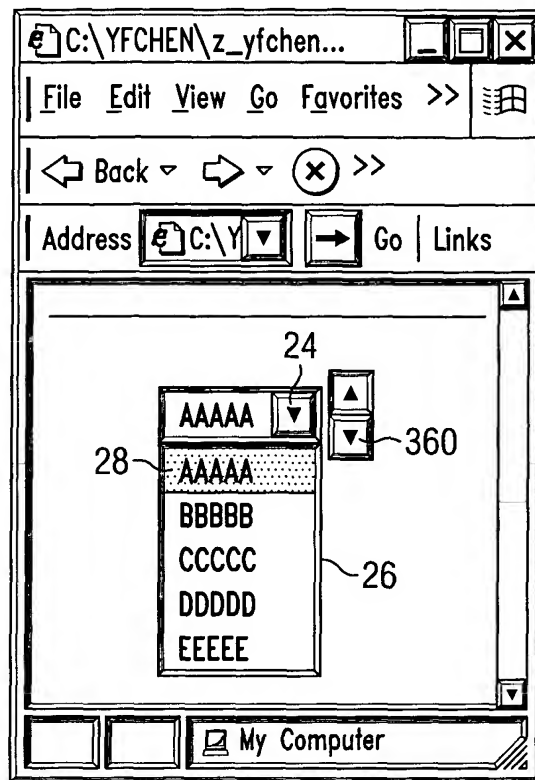 C:\YFCHEN\z_yfchen...
File Edit View Go Favorites >>
Back >>
Address C:\Y Go Links
24
AAAAA
360
28
AAAAA
BBBBB
CCCCC
26
DDDDD
EEEEE
My Computer